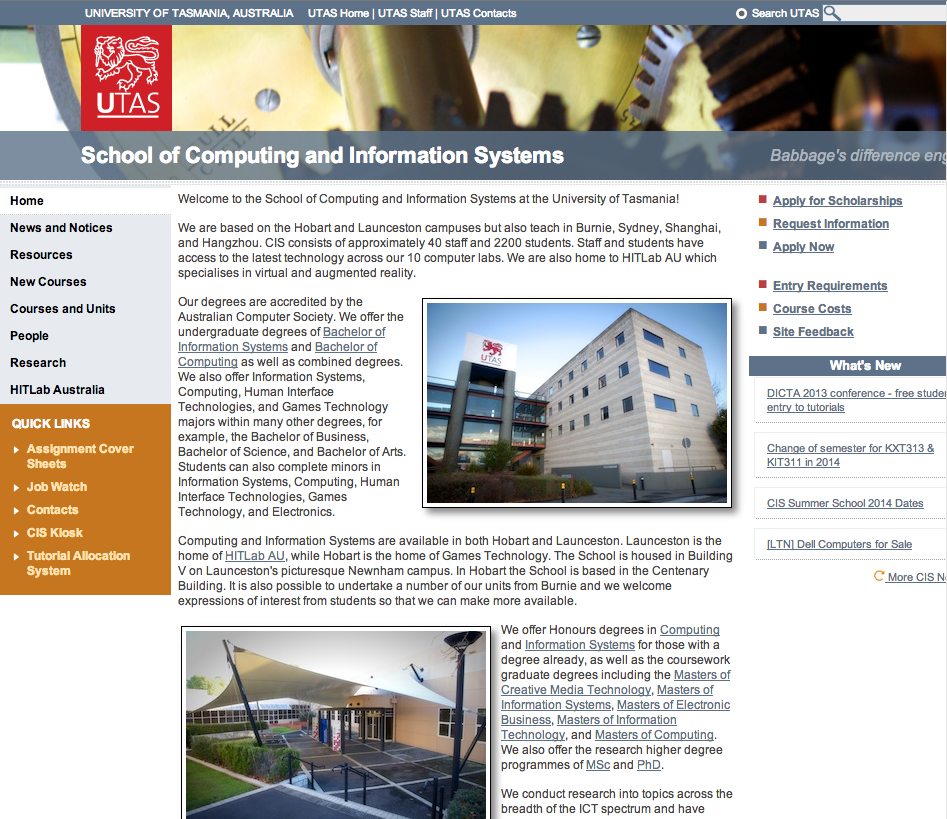 UNIVERSITY OF TASMANIA, AUSTRALIA UTAS Home | UTAS Staff | UTAS Contacts Search UTAS
UTAS
School of Computing and Information Systems
Babbage's difference
Home
News and Notices
Resources
New Courses
Courses and Units
People
Research
HITLab Australia
QUICK LINKS
Assignment Cover
Sheets
Job Watch
Contacts
CIS Kiosk
Tutorial Allocation
System
Welcome to the School of Computing and Information Systems at the University of Tasmania!
We are based on the Hobart and Launceston campuses but also teach in Burnie, Sydney, Shanghai,
and Hangzhou. CIS consists of approximately 40 staff and 2200 students. Staff and students have
access to the latest technology across our 10 computer labs. We are also home to HITLab AU which
specialises in virtual and augmented reality.
Our degrees are accredited by the
Australian Computer Society. We offer the
undergraduate degrees of Bachelor of
Information Systems and Bachelor of
Computing as well as combined degrees.
We also offer Information Systems,
Computing, Human Interface
Technologies, and Games Technology
majors within many other degrees, for
example, the Bachelor of Business,
Bachelor of Science, and Bachelor of Arts.
Students can also complete minors in
Information Systems, Computing, Human
Interface Technologies, Games
Technology, and Electronics.
UTAS
Computing and Information Systems are available in both Hobart and Launceston. Launceston is the
home of HITLab AU, while Hobart is the home of Games Technology. The School is housed in Building
V on Launceston's picturesque Newnham campus. In Hobart the School is based in the Centenary
Building. It is also possible to undertake a number of our units from Burnie and we welcome
expressions of interest from students so that we can make more available.
We offer Honours degrees in Computing
and Information Systems for those with a
degree already, as well as the coursework
graduate degrees including the Masters of
Creative Media Technology, Masters of
Information Systems, Masters of Electronic
Business, Masters of Information
Technology, and Masters of Computing.
We also offer the research higher degree
programmes of MSc and PhD.
We conduct research into topics across the
breadth of the ICT spectrum and have
Apply for Scholarships
Request Information
Apply Now
Entry Requirements
Course Costs
Site Feedback
What's New
DICTA 2013 conference - free
entry to tutorials
Change of semester for KXT313 &
KIT311 in 2014
CIS Summer School 2014 Dates
[LTN] Dell Computers for Sale
More CIS